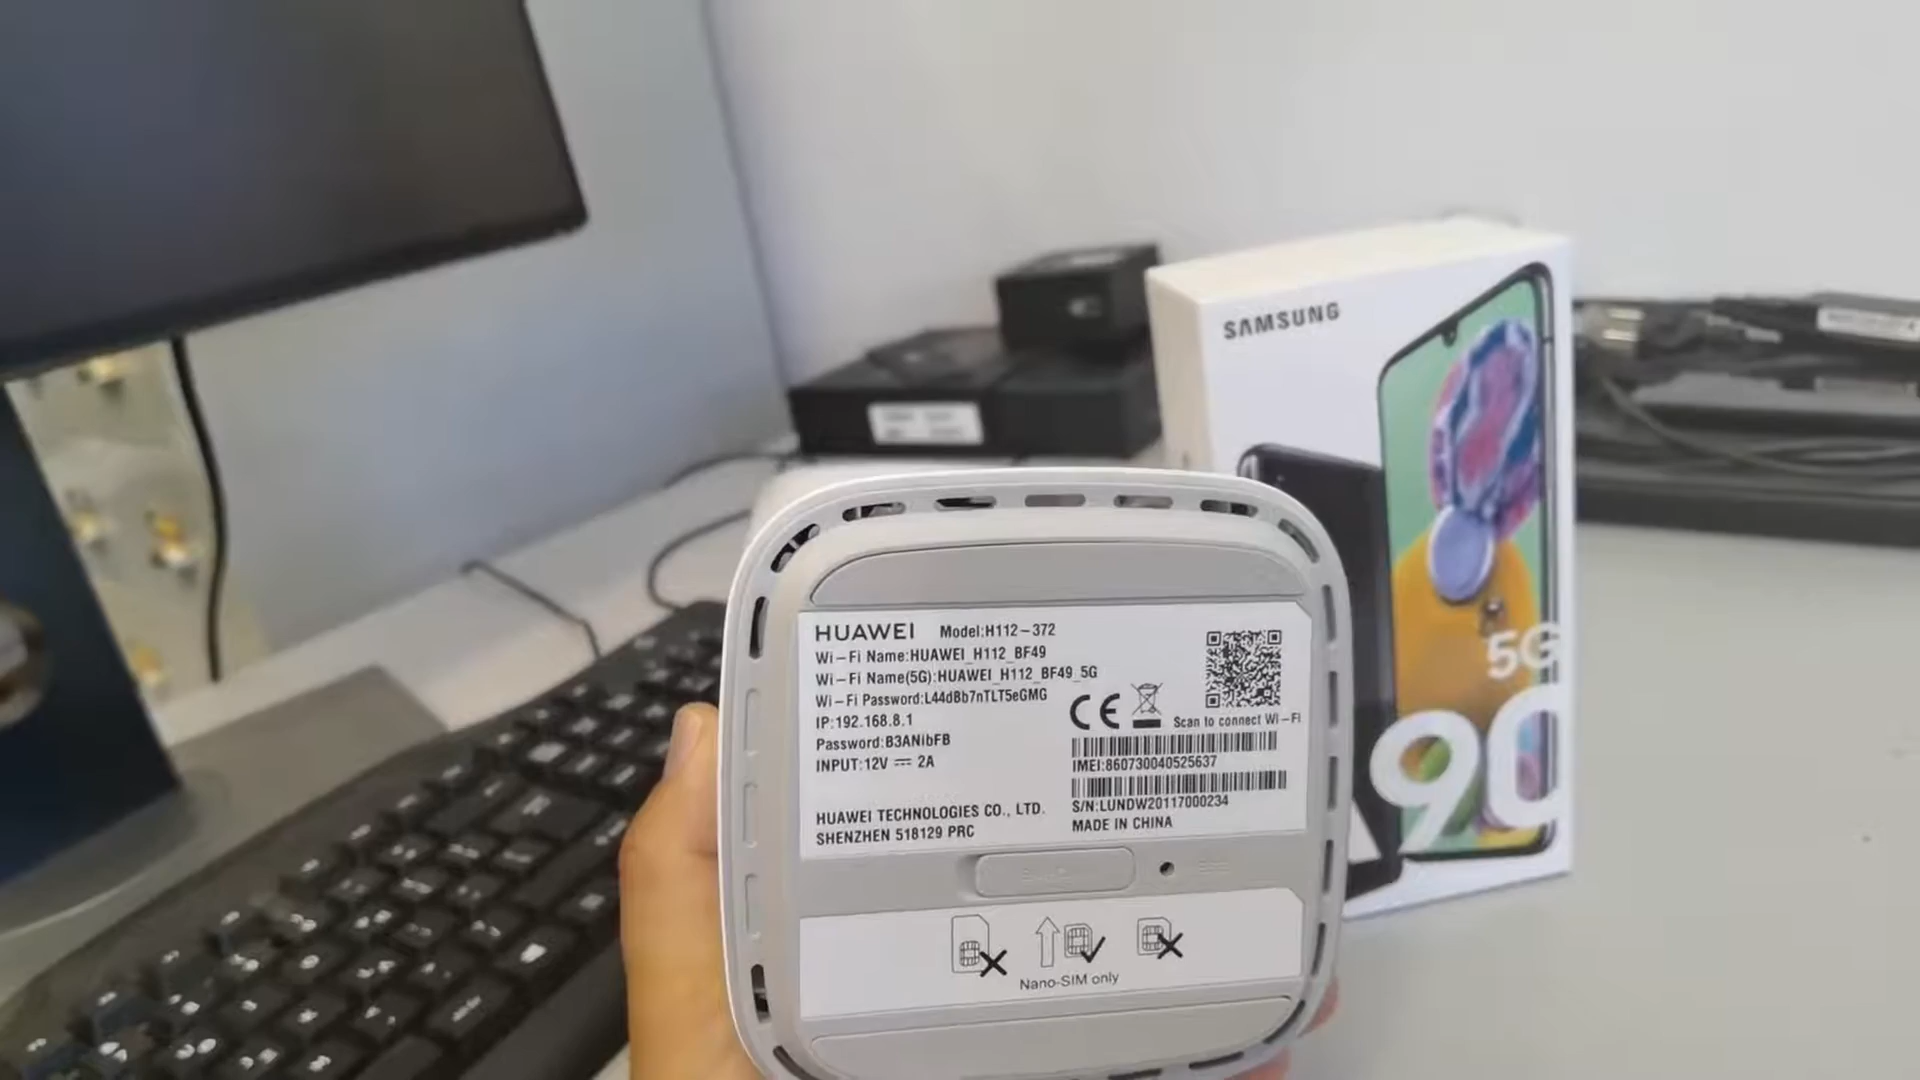 SAMSUNG
5G
90
HUAWEI Model:H112-372
Wi-Fi Name:HUAWEI_H112_BF49
Wi-Fi Name(5G):HUAWEI_H112_BF49_5G
Wi-Fi Password:L44dBb7nTLT5eGMG
IP:192.168.8.1
Password:B3ANibFB
INPUT:12V ⎓ 2A
HUAWEI TECHNOLOGIES CO., LTD.
SHENZHEN 518129 PRC
CE
Scan to connect Wi-Fi
IMEI:860730040525637
S/N:LUNDW20117000234
MADE IN CHINA
Nano-SIM only